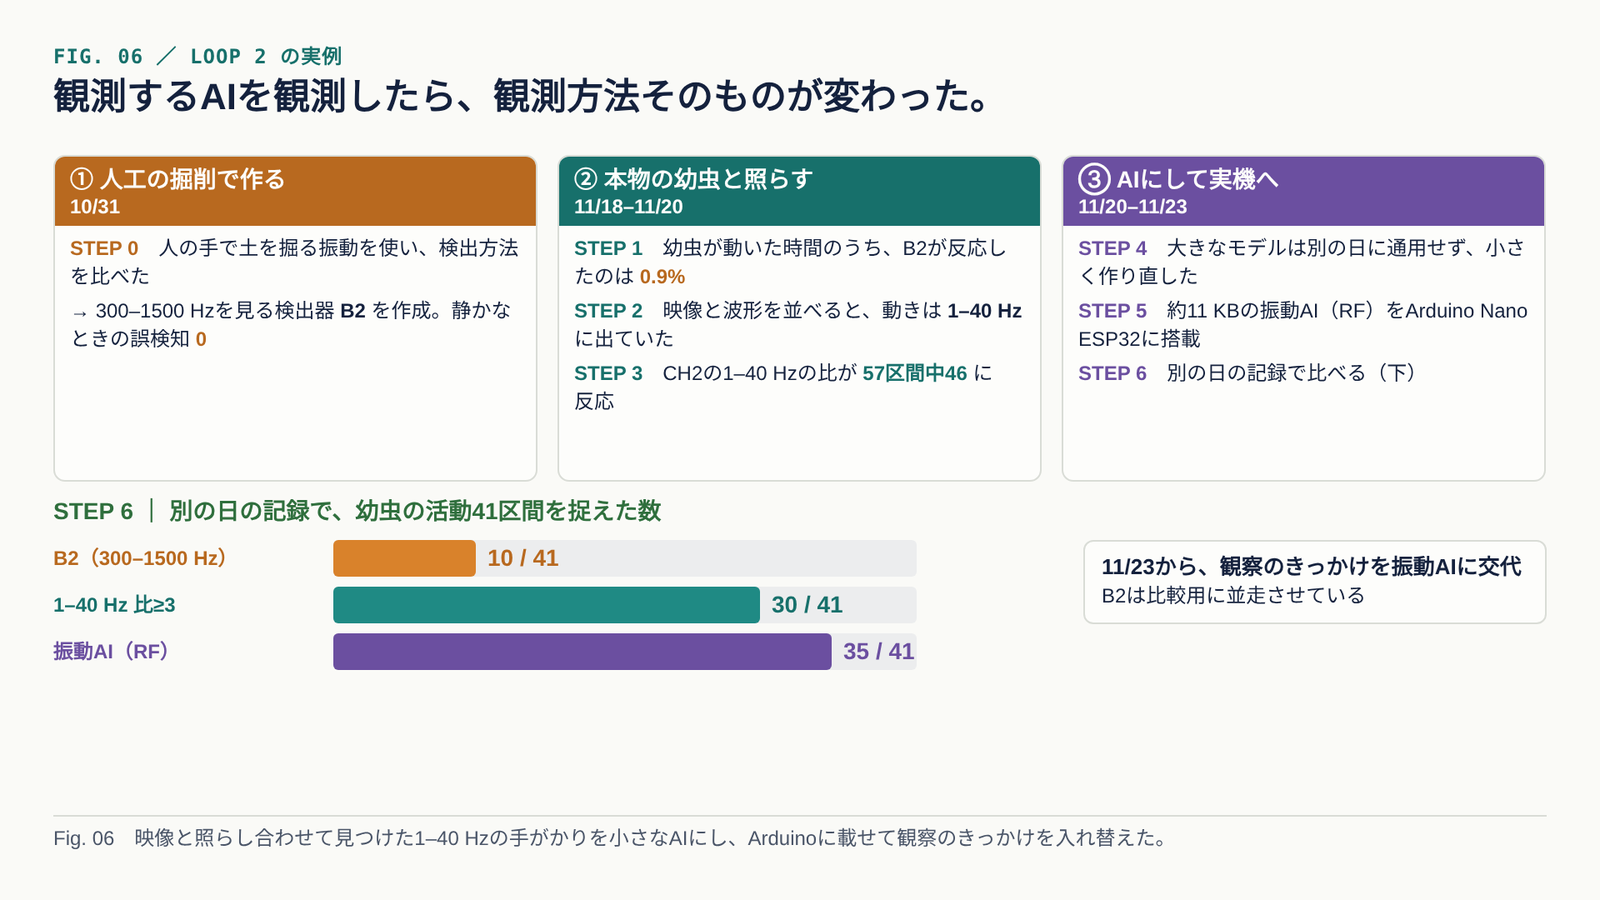 FIG. 06 ／ LOOP 2 の実例
観測するAIを観測したら、観測方法そのものが変わった。
① 人工の掘削で作る
10/31
STEP 0　人の手で土を掘る振動を使い、検出方法
を比べた
→ 300–1500 Hzを見る検出器 B2 を作成。静かな
ときの誤検知 0
② 本物の幼虫と照らす
11/18–11/20
STEP 1　幼虫が動いた時間のうち、B2が反応し
たのは 0.9%
STEP 2　映像と波形を並べると、動きは 1–40 Hz
に出ていた
STEP 3　CH2の1–40 Hzの比が 57区間中46 に
反応
③ AIにして実機へ
11/20–11/23
STEP 4　大きなモデルは別の日に通用せず、小さ
く作り直した
STEP 5　約11 KBの振動AI（RF）をArduino Nano
ESP32に搭載
STEP 6　別の日の記録で比べる（下）
STEP 6｜別の日の記録で、幼虫の活動41区間を捉えた数
B2（300–1500 Hz）
10 / 41
1–40 Hz 比≥3
30 / 41
振動AI（RF）
35 / 41
11/23から、観察のきっかけを振動AIに交代
B2は比較用に並走させている
Fig. 06　映像と照らし合わせて見つけた1–40 Hzの手がかりを小さなAIにし、Arduinoに載せて観察のきっかけを入れ替えた。